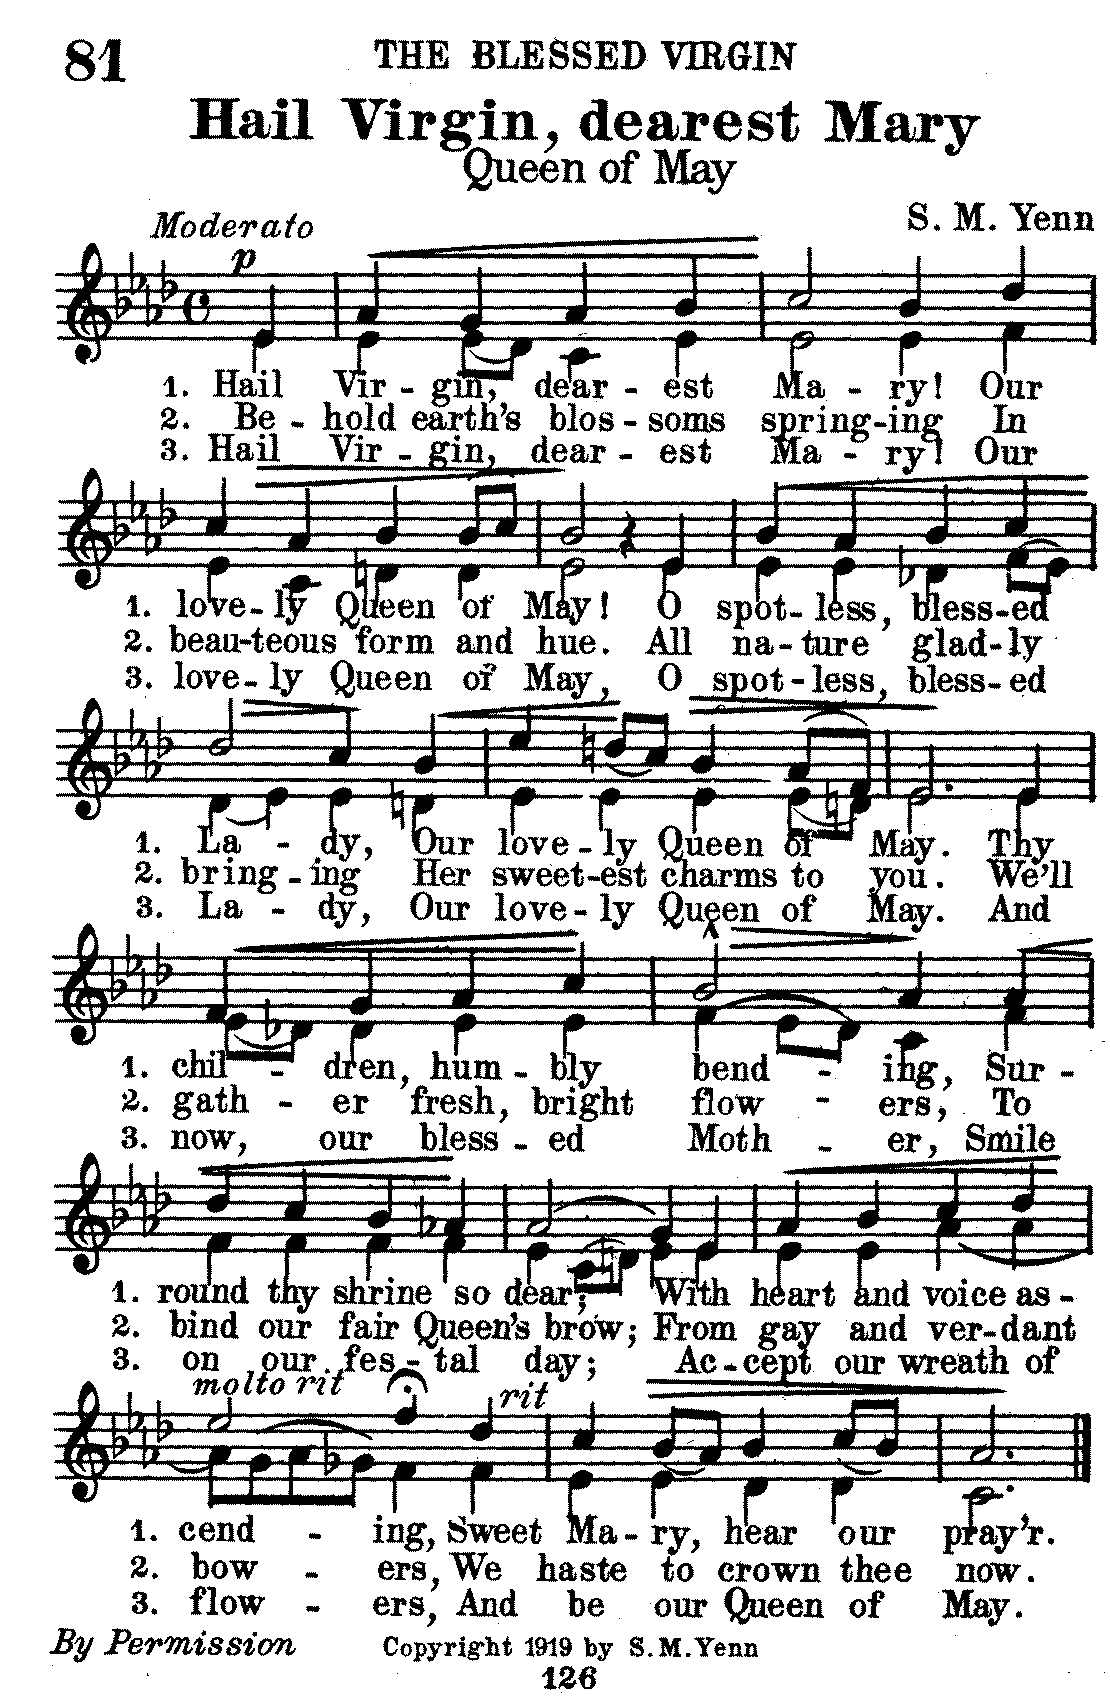 81
THE BLESSED VIRGIN
Hail Virgin, dearest Mary
Queen of May
S. M. Yenn
Moderato
p
1. Hail Vir - gin, dear - est Ma - ry! Our
2. Be - hold earth's blos - soms spring-ing In
3. Hail Vir - gin, dear - est Ma - ry! Our
1. love - ly Queen of May! O spot - less, bless-ed
2. beau-teous form and hue. All na - ture glad-ly
3. love - ly Queen of May, O spot - less, bless-ed
1. La - dy, Our love - ly Queen of May. Thy
2. bring - ing Her sweet-est charms to you. We'll
3. La - dy, Our love - ly Queen of May. And
1. chil - dren, hum - bly bend - ing, Sur -
2. gath - er fresh, bright flow - ers, To
3. now, our bless - ed Moth - er, Smile
1. round thy shrine so dear; With heart and voice as -
2. bind our fair Queen's brow; From gay and ver-dant
3. on our fes - tal day; Ac - cept our wreath of
molto rit
rit
1. cend - ing, Sweet Ma - ry, hear our pray'r.
2. bow - ers, We haste to crown thee now.
3. flow - ers, And be our Queen of May.
By Permission Copyright 1919 by S. M. Yenn
126